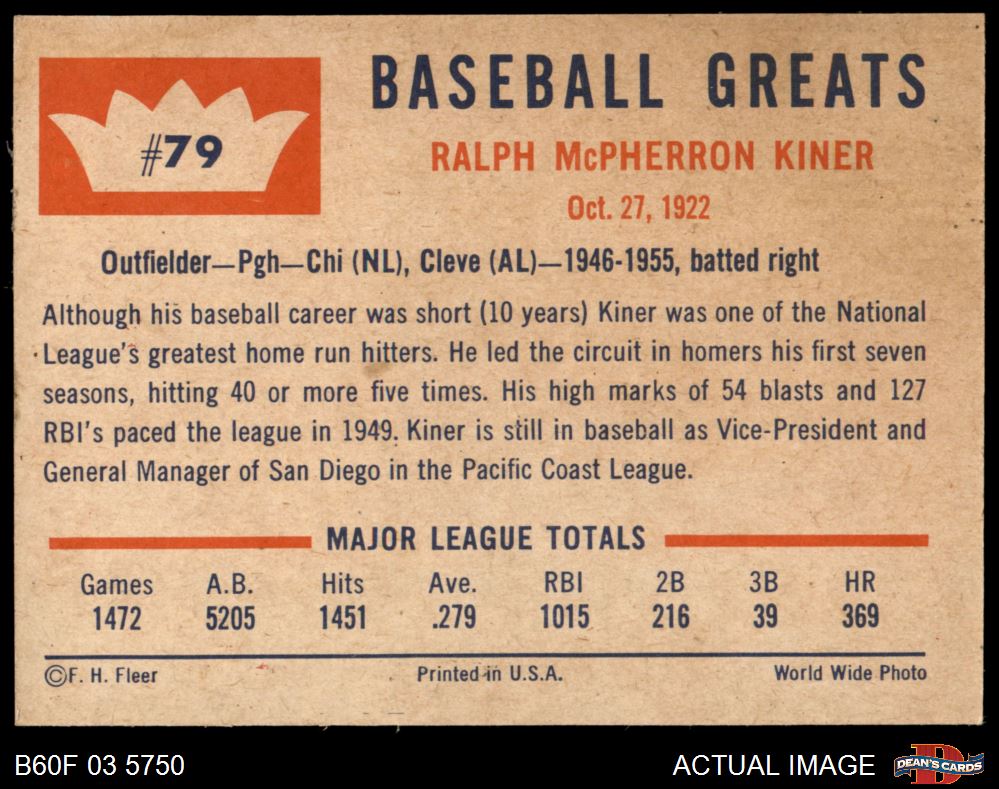 #79
BASEBALL GREATS
RALPH McPHERRON KINER
Oct. 27, 1922
Outfielder—Pgh—Chi (NL), Cleve (AL)—1946-1955, batted right
Although his baseball career was short (10 years) Kiner was one of the National
League's greatest home run hitters. He led the circuit in homers his first seven
seasons, hitting 40 or more five times. His high marks of 54 blasts and 127
RBI's paced the league in 1949. Kiner is still in baseball as Vice-President and
General Manager of San Diego in the Pacific Coast League.
MAJOR LEAGUE TOTALS
Games A.B. Hits Ave. RBI 2B 3B HR
1472 5205 1451 .279 1015 216 39 369
©F. H. Fleer Printed in U.S.A. World Wide Photo
B60F 03 5750 ACTUAL IMAGE DEAN'S CARDS